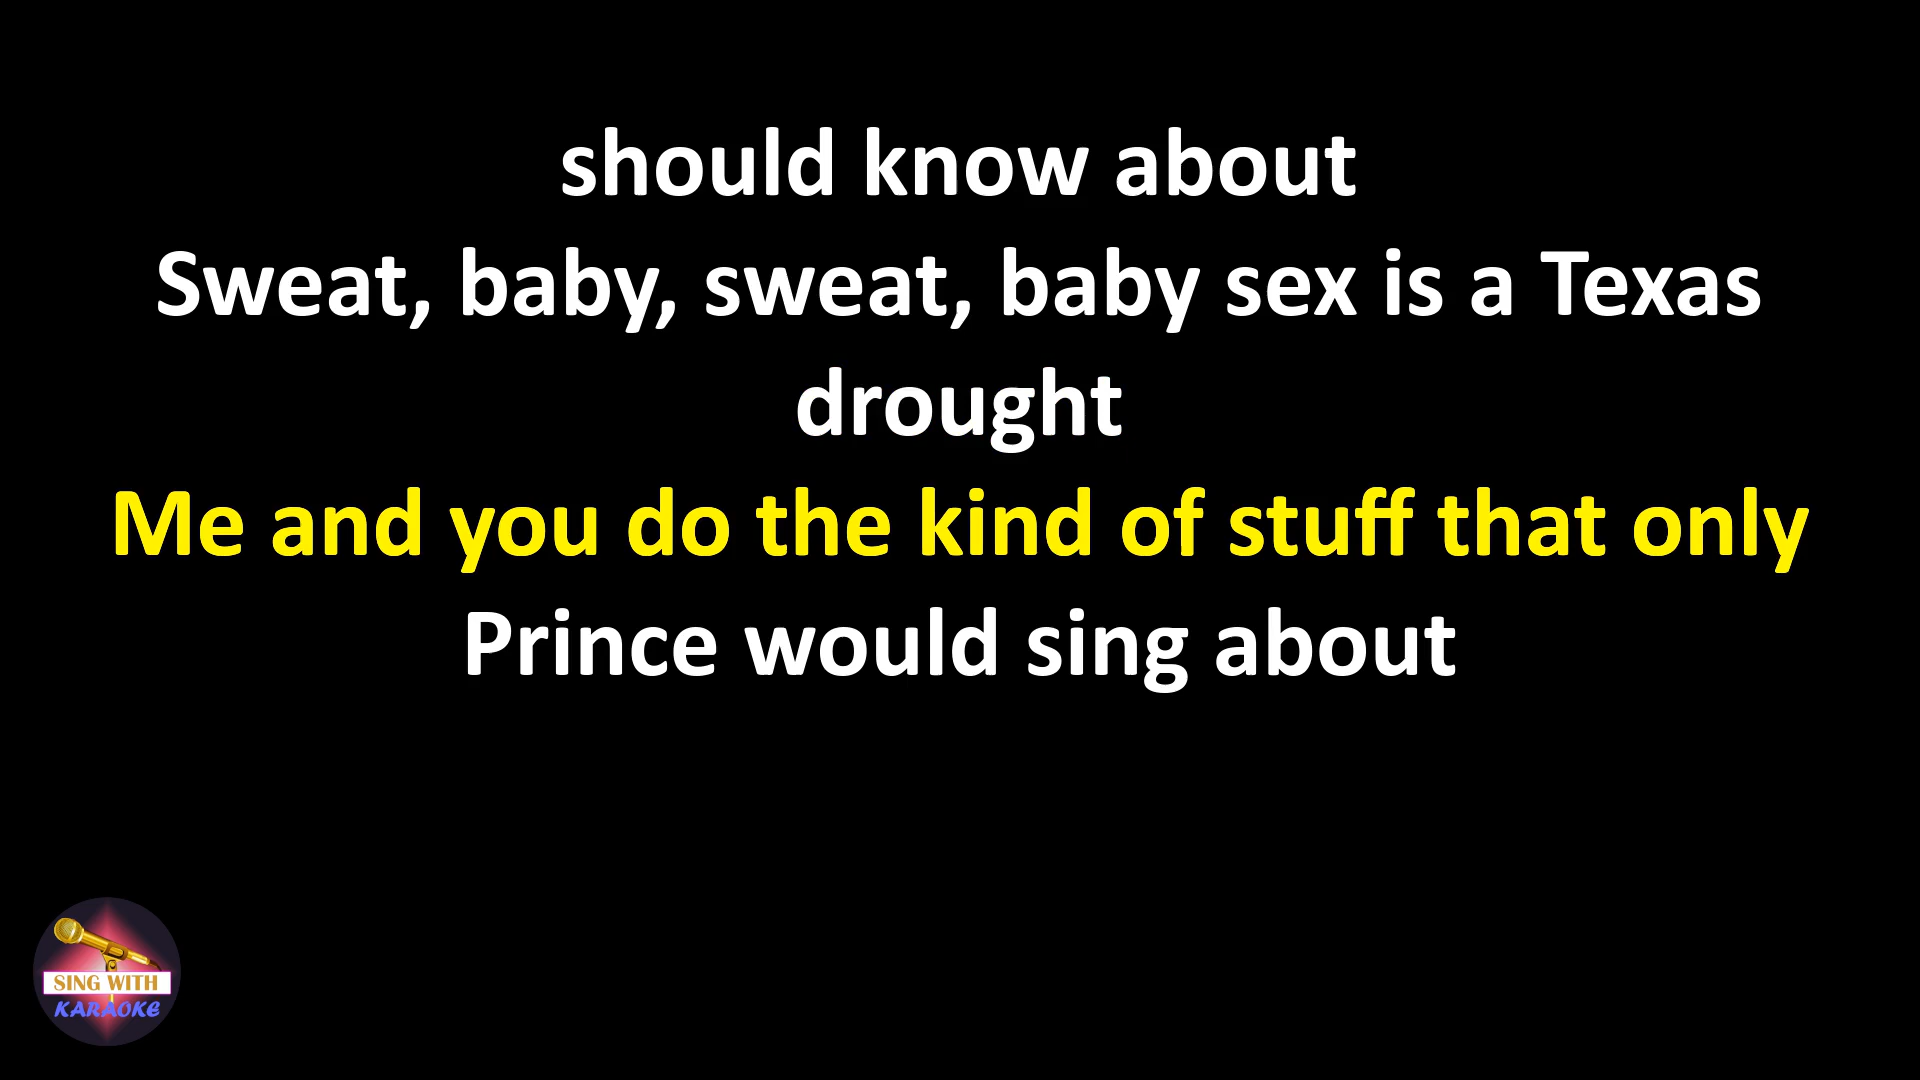 should know about
Sweat, baby, sweat, baby sex is a Texas
drought
Me and you do the kind of stuff that only
Prince would sing about
SING WITH
KARAOKE